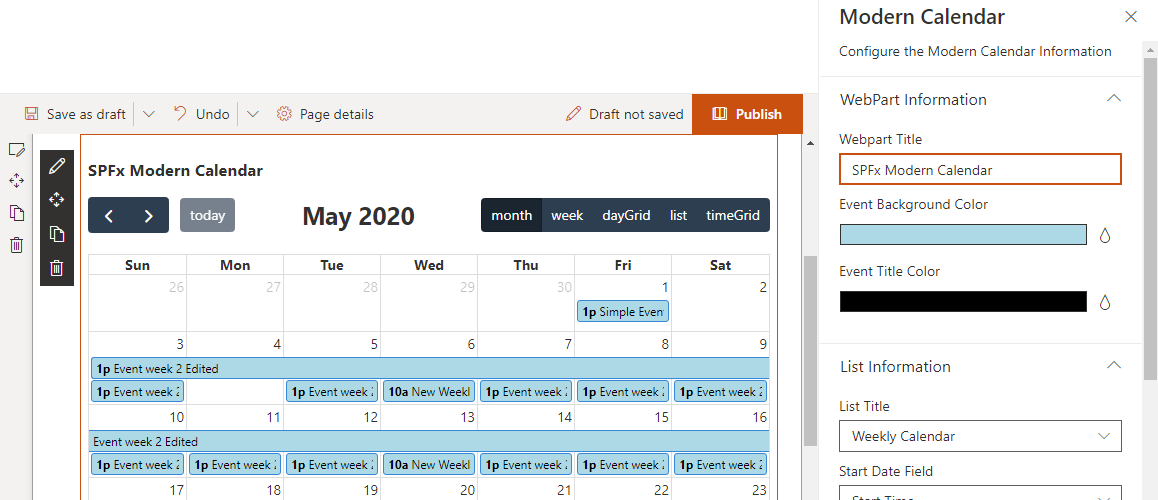 Modern Calendar
Configure the Modern Calendar Information
Save as draft Undo Page details Draft not saved Publish
WebPart Information
Webpart Title
SPFx Modern Calendar
Event Background Color
Event Title Color
List Information
List Title
Weekly Calendar
Start Date Field
SPFx Modern Calendar
today May 2020 month week dayGrid list timeGrid
Sun Mon Tue Wed Thu Fri Sat
26 27 28 29 30 1 2
1p Simple Even
3 4 5 6 7 8 9
1p Event week 2 Edited
1p Event week 2 1p Event week 2 10a New Weekl 1p Event week 2 1p Event week 2 1p Event week 2
10 11 12 13 14 15 16
Event week 2 Edited
1p Event week 2 1p Event week 2 1p Event week 2 10a New Weekl 1p Event week 2 1p Event week 2 1p Event week 2
17 18 19 20 21 22 23